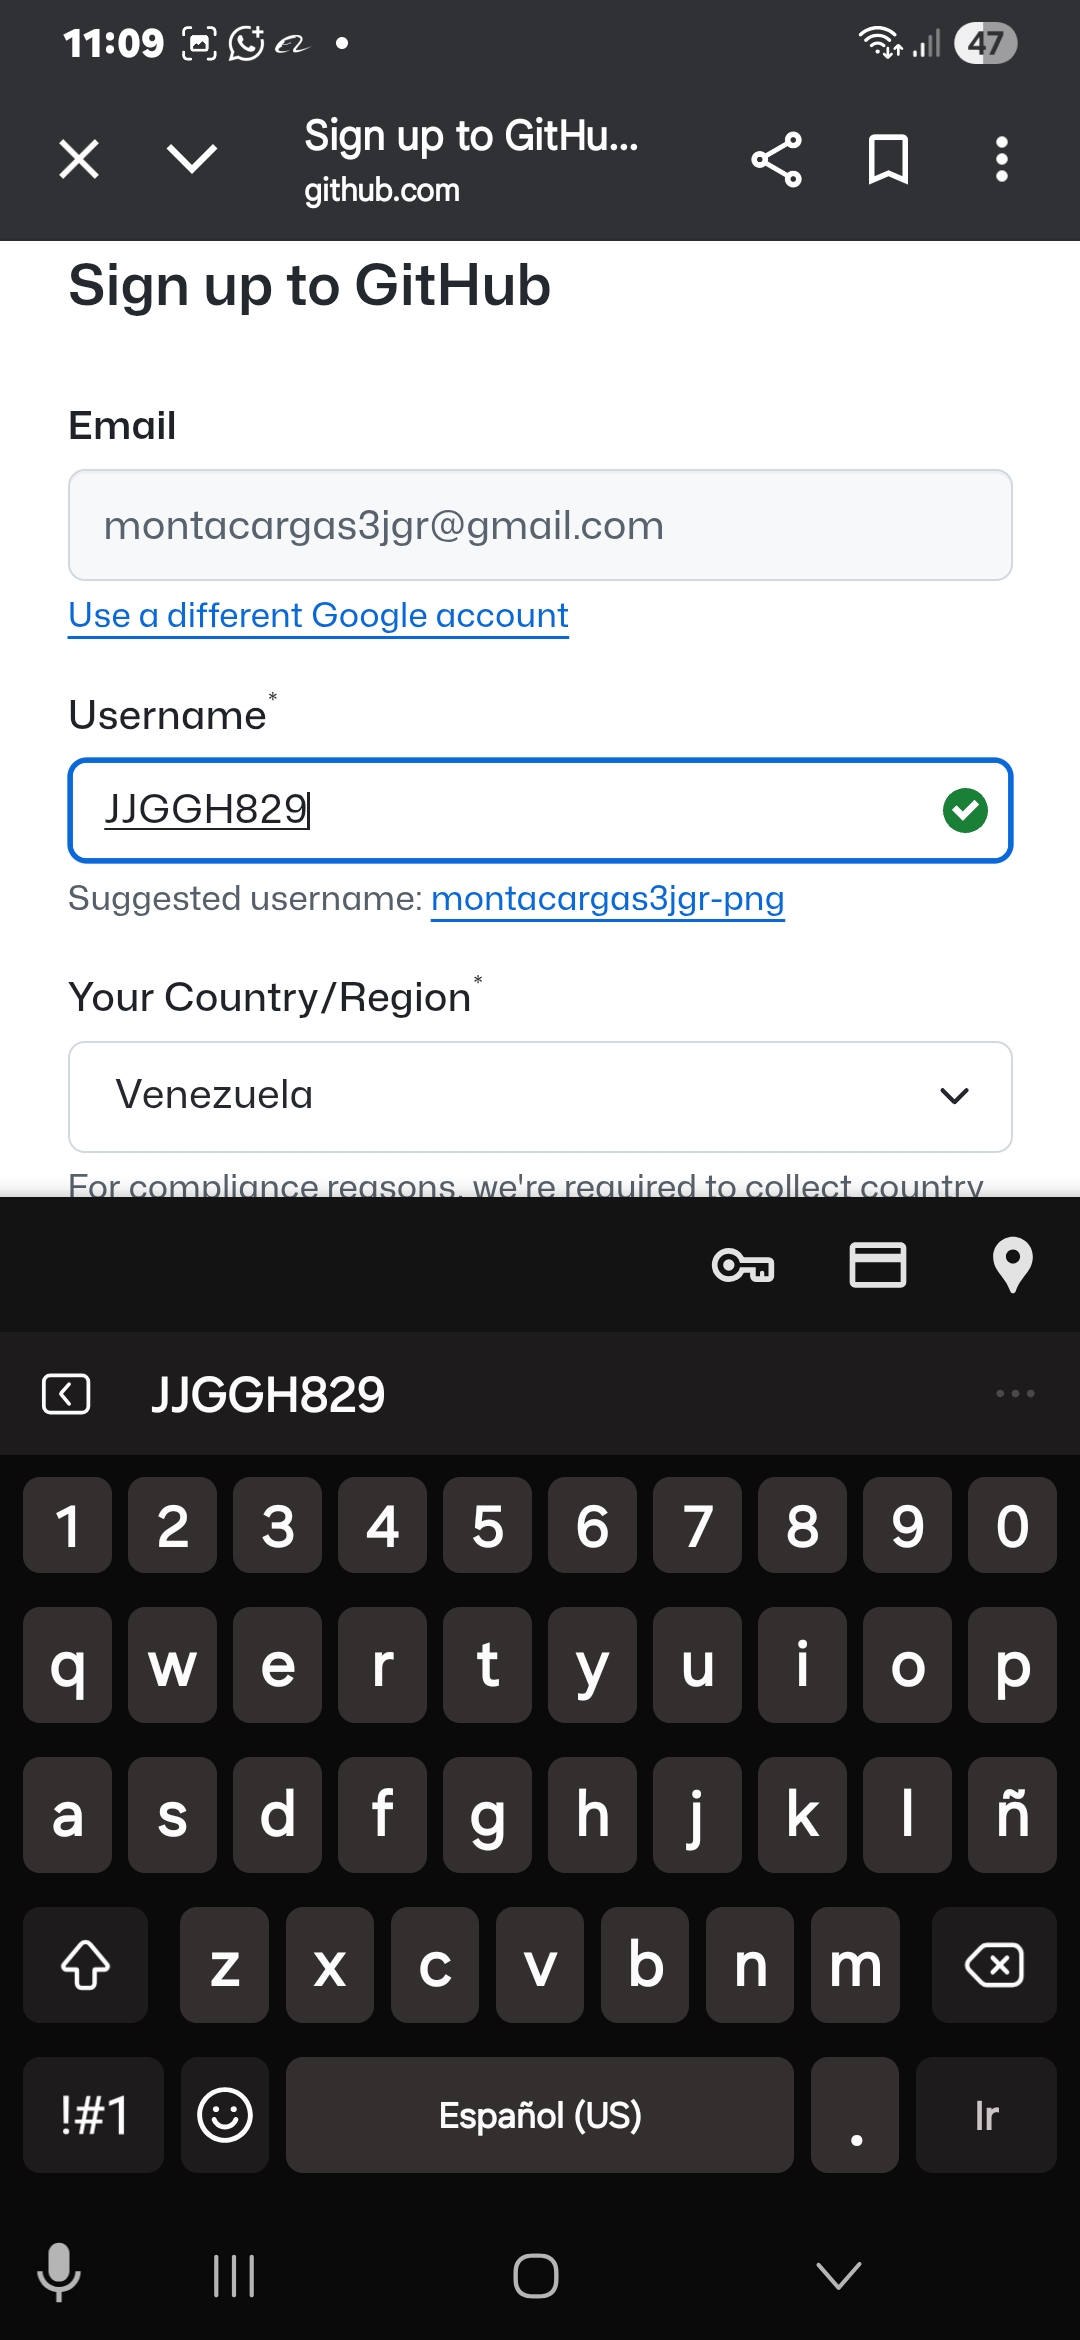 11:09
47
Sign up to GitHu...
github.com
Sign up to GitHub
Email
montacargas3jgr@gmail.com
Use a different Google account
Username*
JJGGH829
Suggested username: montacargas3jgr-png
Your Country/Region*
Venezuela
For compliance reasons, we're required to collect country
JJGGH829
1 2 3 4 5 6 7 8 9 0
q w e r t y u i o p
a s d f g h j k l ñ
z x c v b n m
!#1 Español (US) . Ir